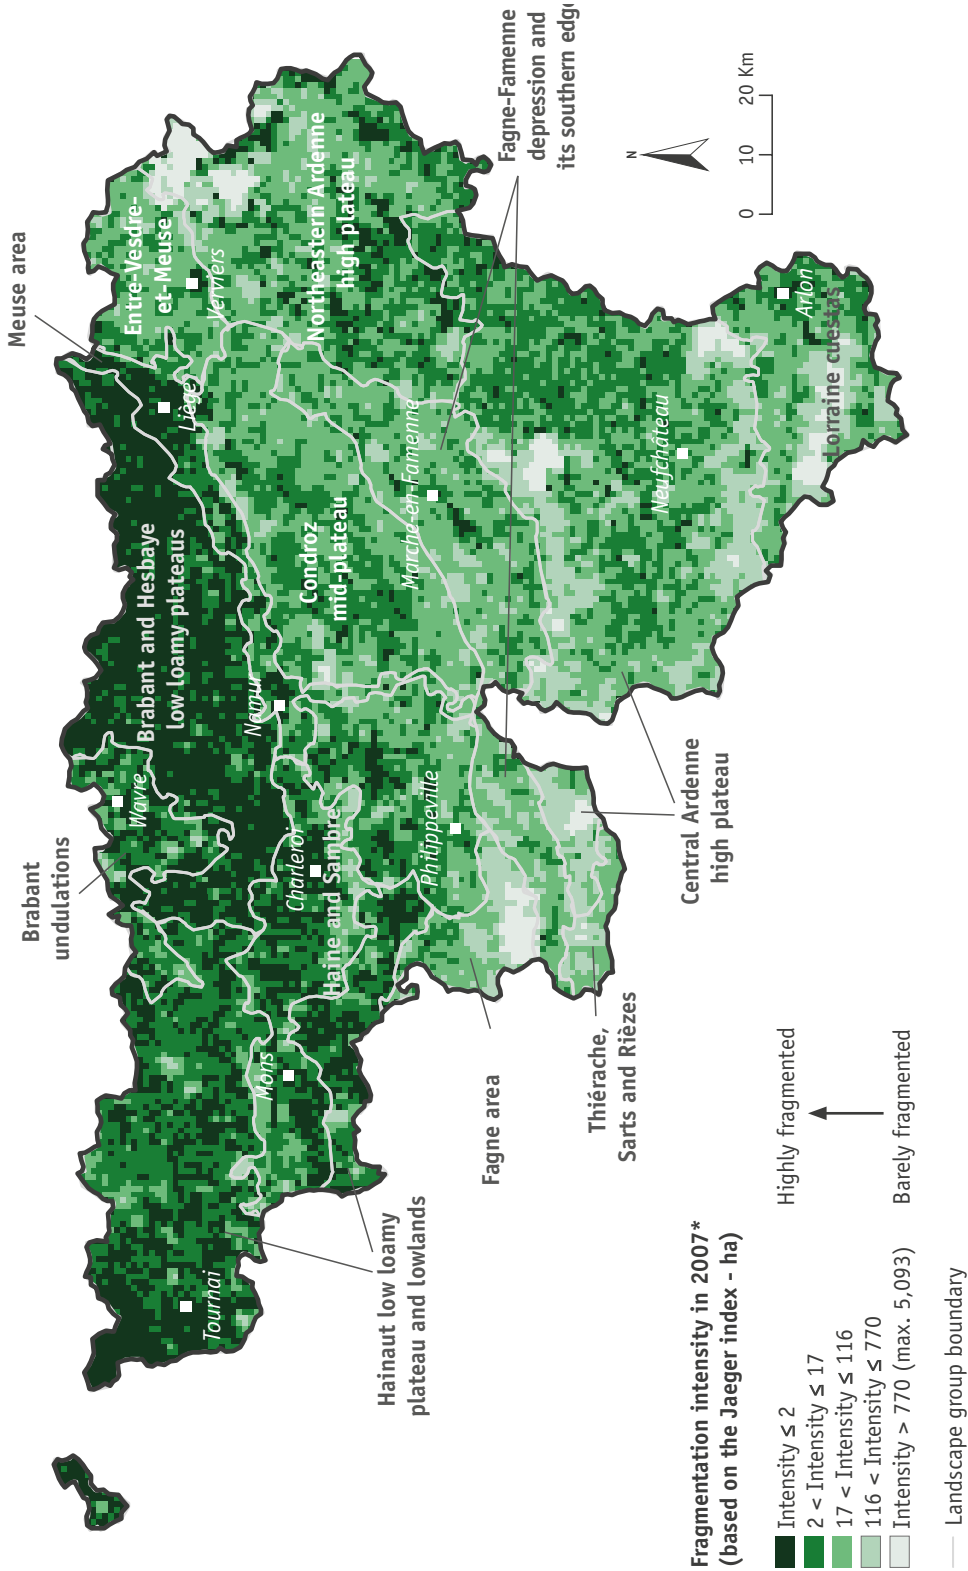 Meuse area
Entre-Vesdre-
et-Meuse
Verviers
Liège
Northeastern Ardenne
high plateau
Fagne-Famenne
depression and
its southern edge
Brabant and Hesbaye
low loamy plateaus
Condroz
mid-plateau
Marche-en-Famenne
Neufchâteau
Arlon
Lorraine cuestas
Namur
Wavre
Brabant
undulations
Charleroi
Haine and Sambre
Philippeville
Central Ardenne
high plateau
Mons
Fagne area
Thiérache,
Sarts and Rièzes
Tournai
Hainaut low loamy
plateau and lowlands
N
0 10 20 Km
Fragmentation intensity in 2007*
(based on the Jaeger index - ha)
Intensity ≤ 2
2 < Intensity ≤ 17
17 < Intensity ≤ 116
116 < Intensity ≤ 770
Intensity > 770 (max. 5,093)
Highly fragmented
Barely fragmented
Landscape group boundary